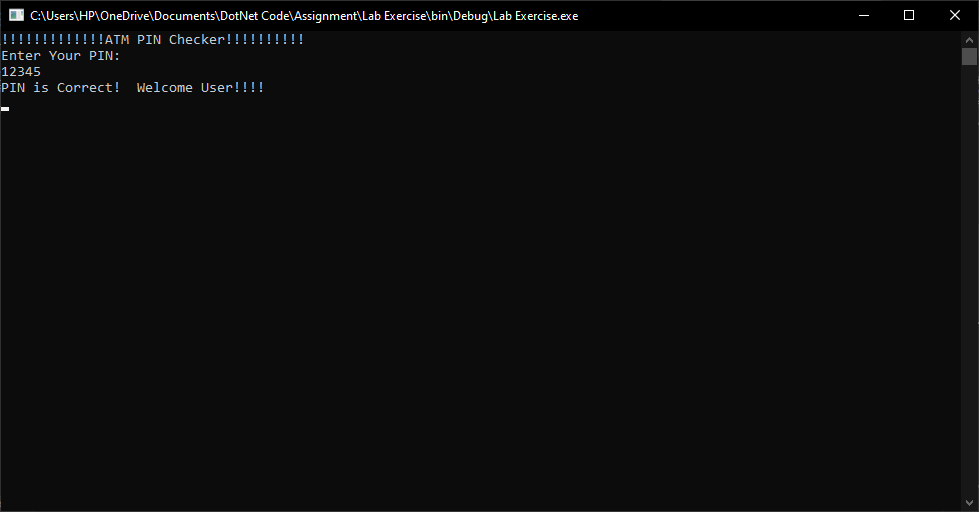 C:\Users\HP\OneDrive\Documents\DotNet Code\Assignment\Lab Exercise\bin\Debug\Lab Exercise.exe
!!!!!!!!!!!!!ATM PIN Checker!!!!!!!!!!
Enter Your PIN:
12345
PIN is Correct!  Welcome User!!!!